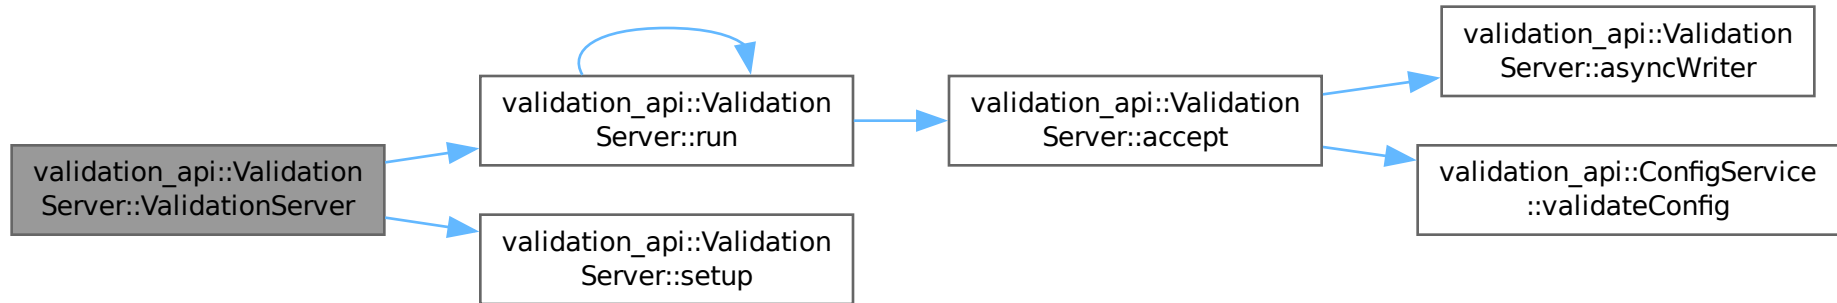 validation_api::Validation
Server::ValidationServer
validation_api::Validation
Server::run
validation_api::Validation
Server::setup
validation_api::Validation
Server::accept
validation_api::Validation
Server::asyncWriter
validation_api::ConfigService
::validateConfig